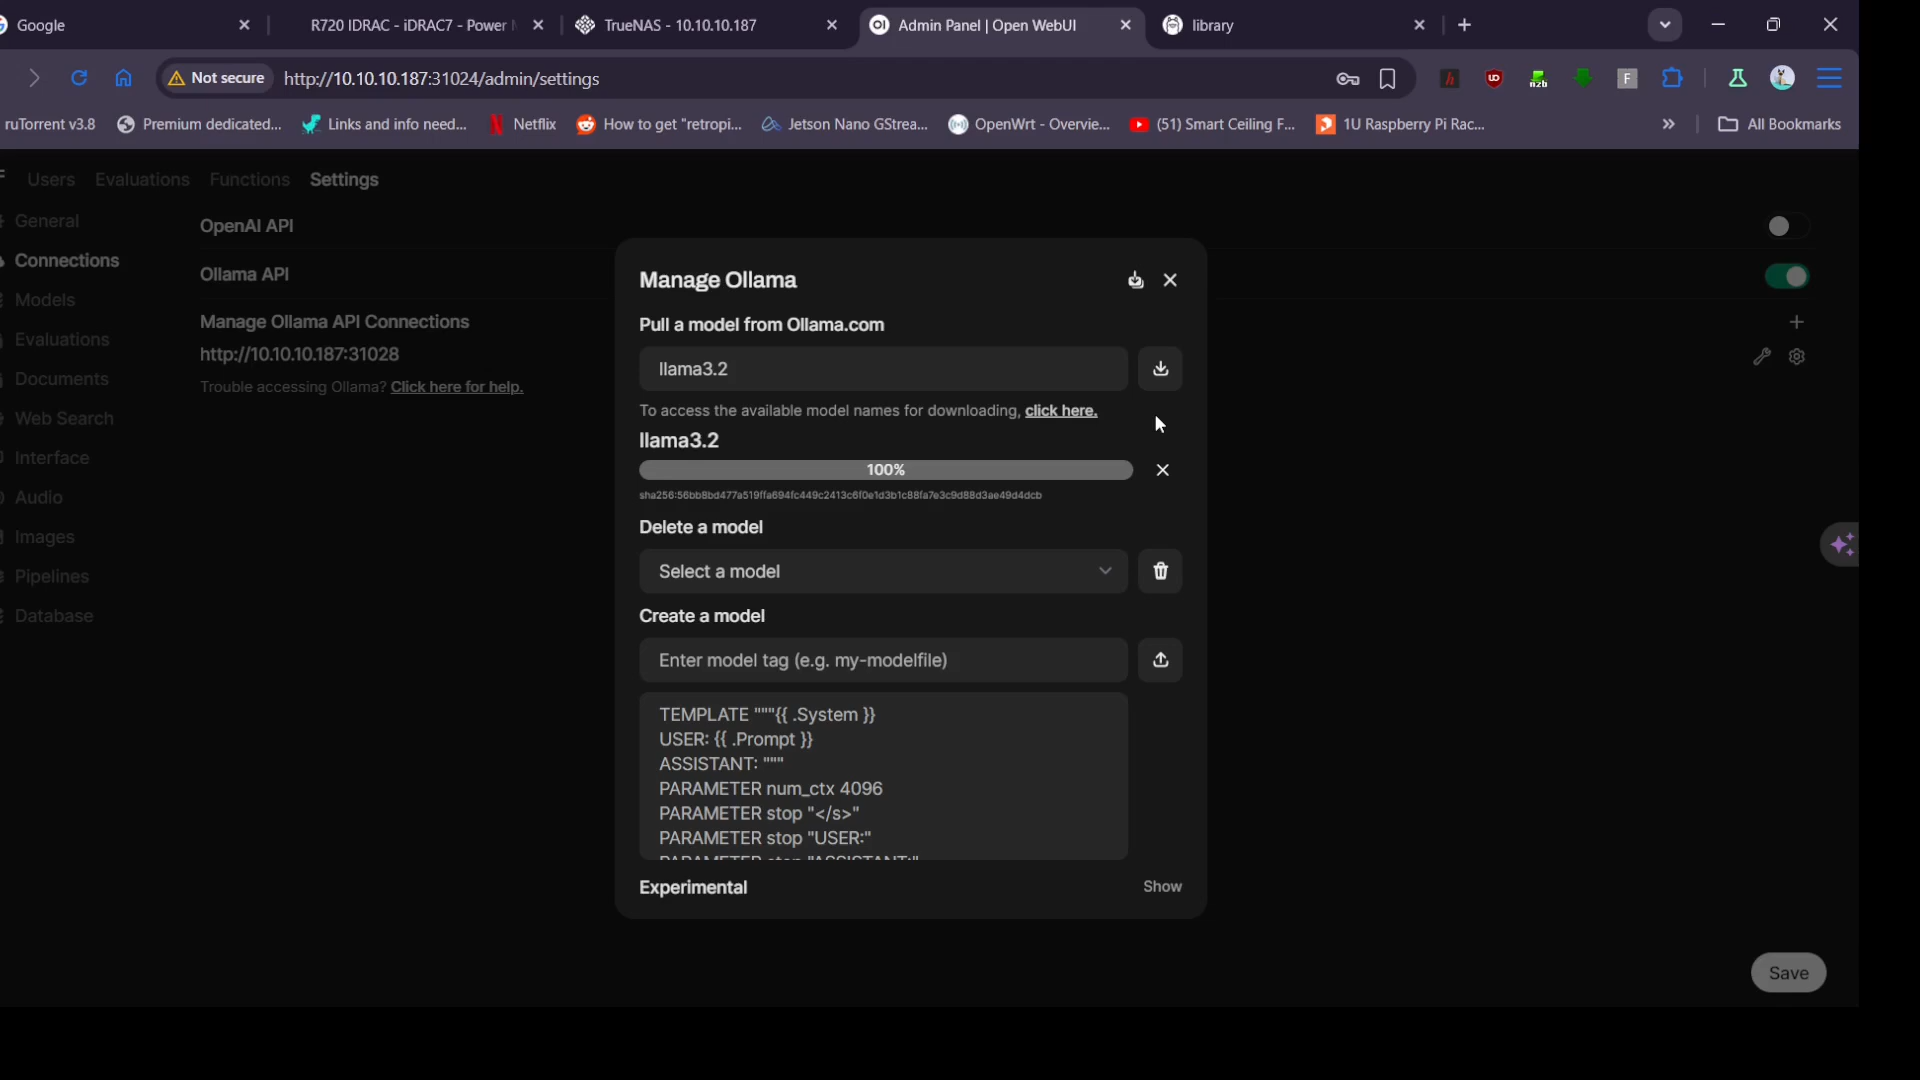 Google
R720 IDRAC - iDRAC7 - Power
TrueNAS - 10.10.10.187
OI Admin Panel | Open WebUI
library
Not secure http://10.10.10.187:31024/admin/settings
ruTorrent v3.8
Premium dedicated...
Links and info need...
Netflix
How to get "retropi...
Jetson Nano GStrea...
OpenWrt - Overvie...
(51) Smart Ceiling F...
1U Raspberry Pi Rac...
All Bookmarks
Users Evaluations Functions Settings
General
Connections
Models
Evaluations
Documents
Web Search
Interface
Audio
Images
Pipelines
Database
OpenAI API
Ollama API
Manage Ollama API Connections
http://10.10.10.187:31028
Trouble accessing Ollama? Click here for help.
Manage Ollama
Pull a model from Ollama.com
llama3.2
To access the available model names for downloading, click here.
llama3.2
100%
sha256:56bb8bd477a519ffa694fc449c2413c6f0e1d3b1c88fa7e3c9d88d3ae49d4dcb
Delete a model
Select a model
Create a model
Enter model tag (e.g. my-modelfile)
TEMPLATE """{{ .System }}
USER: {{ .Prompt }}
ASSISTANT: """
PARAMETER num_ctx 4096
PARAMETER stop "</s>"
PARAMETER stop "USER:"
PARAMETER stop "ASSISTANT:"
Experimental
Show
Save